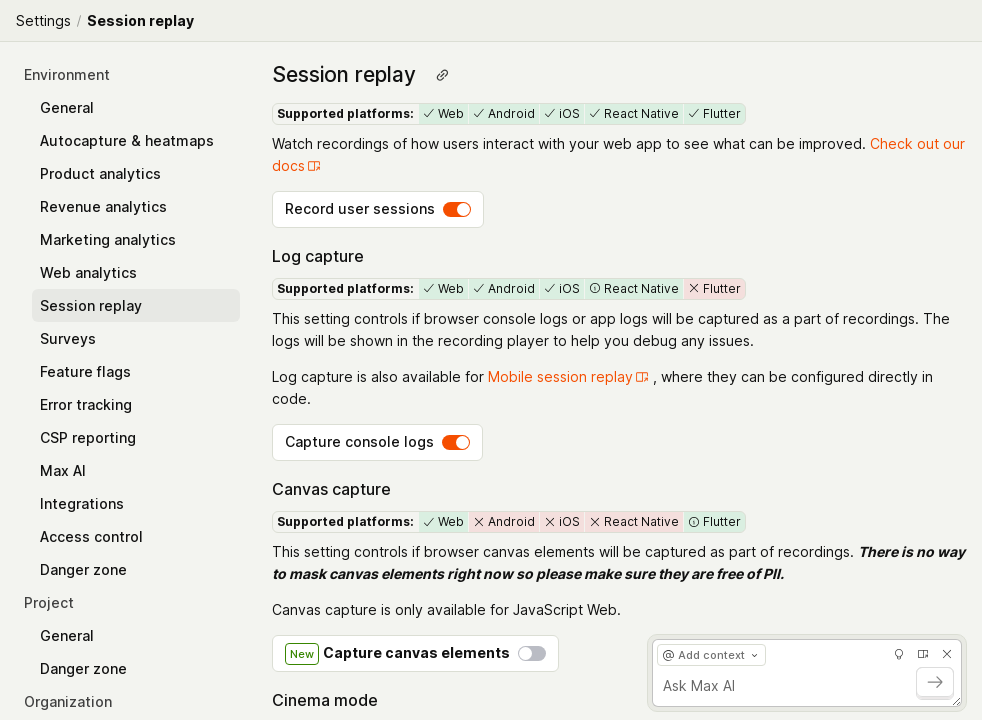 Settings / Session replay
Environment
General
Autocapture & heatmaps
Product analytics
Revenue analytics
Marketing analytics
Web analytics
Session replay
Surveys
Feature flags
Error tracking
CSP reporting
Max AI
Integrations
Access control
Danger zone
Project
General
Danger zone
Organization
Session replay
Supported platforms: Web Android iOS React Native Flutter
Watch recordings of how users interact with your web app to see what can be improved. Check out our
docs
Record user sessions
Log capture
Supported platforms: Web Android iOS React Native Flutter
This setting controls if browser console logs or app logs will be captured as a part of recordings. The
logs will be shown in the recording player to help you debug any issues.
Log capture is also available for Mobile session replay , where they can be configured directly in
code.
Capture console logs
Canvas capture
Supported platforms: Web Android iOS React Native Flutter
This setting controls if browser canvas elements will be captured as part of recordings. There is no way
to mask canvas elements right now so please make sure they are free of PII.
Canvas capture is only available for JavaScript Web.
New Capture canvas elements
Cinema mode
@ Add context
Ask Max AI